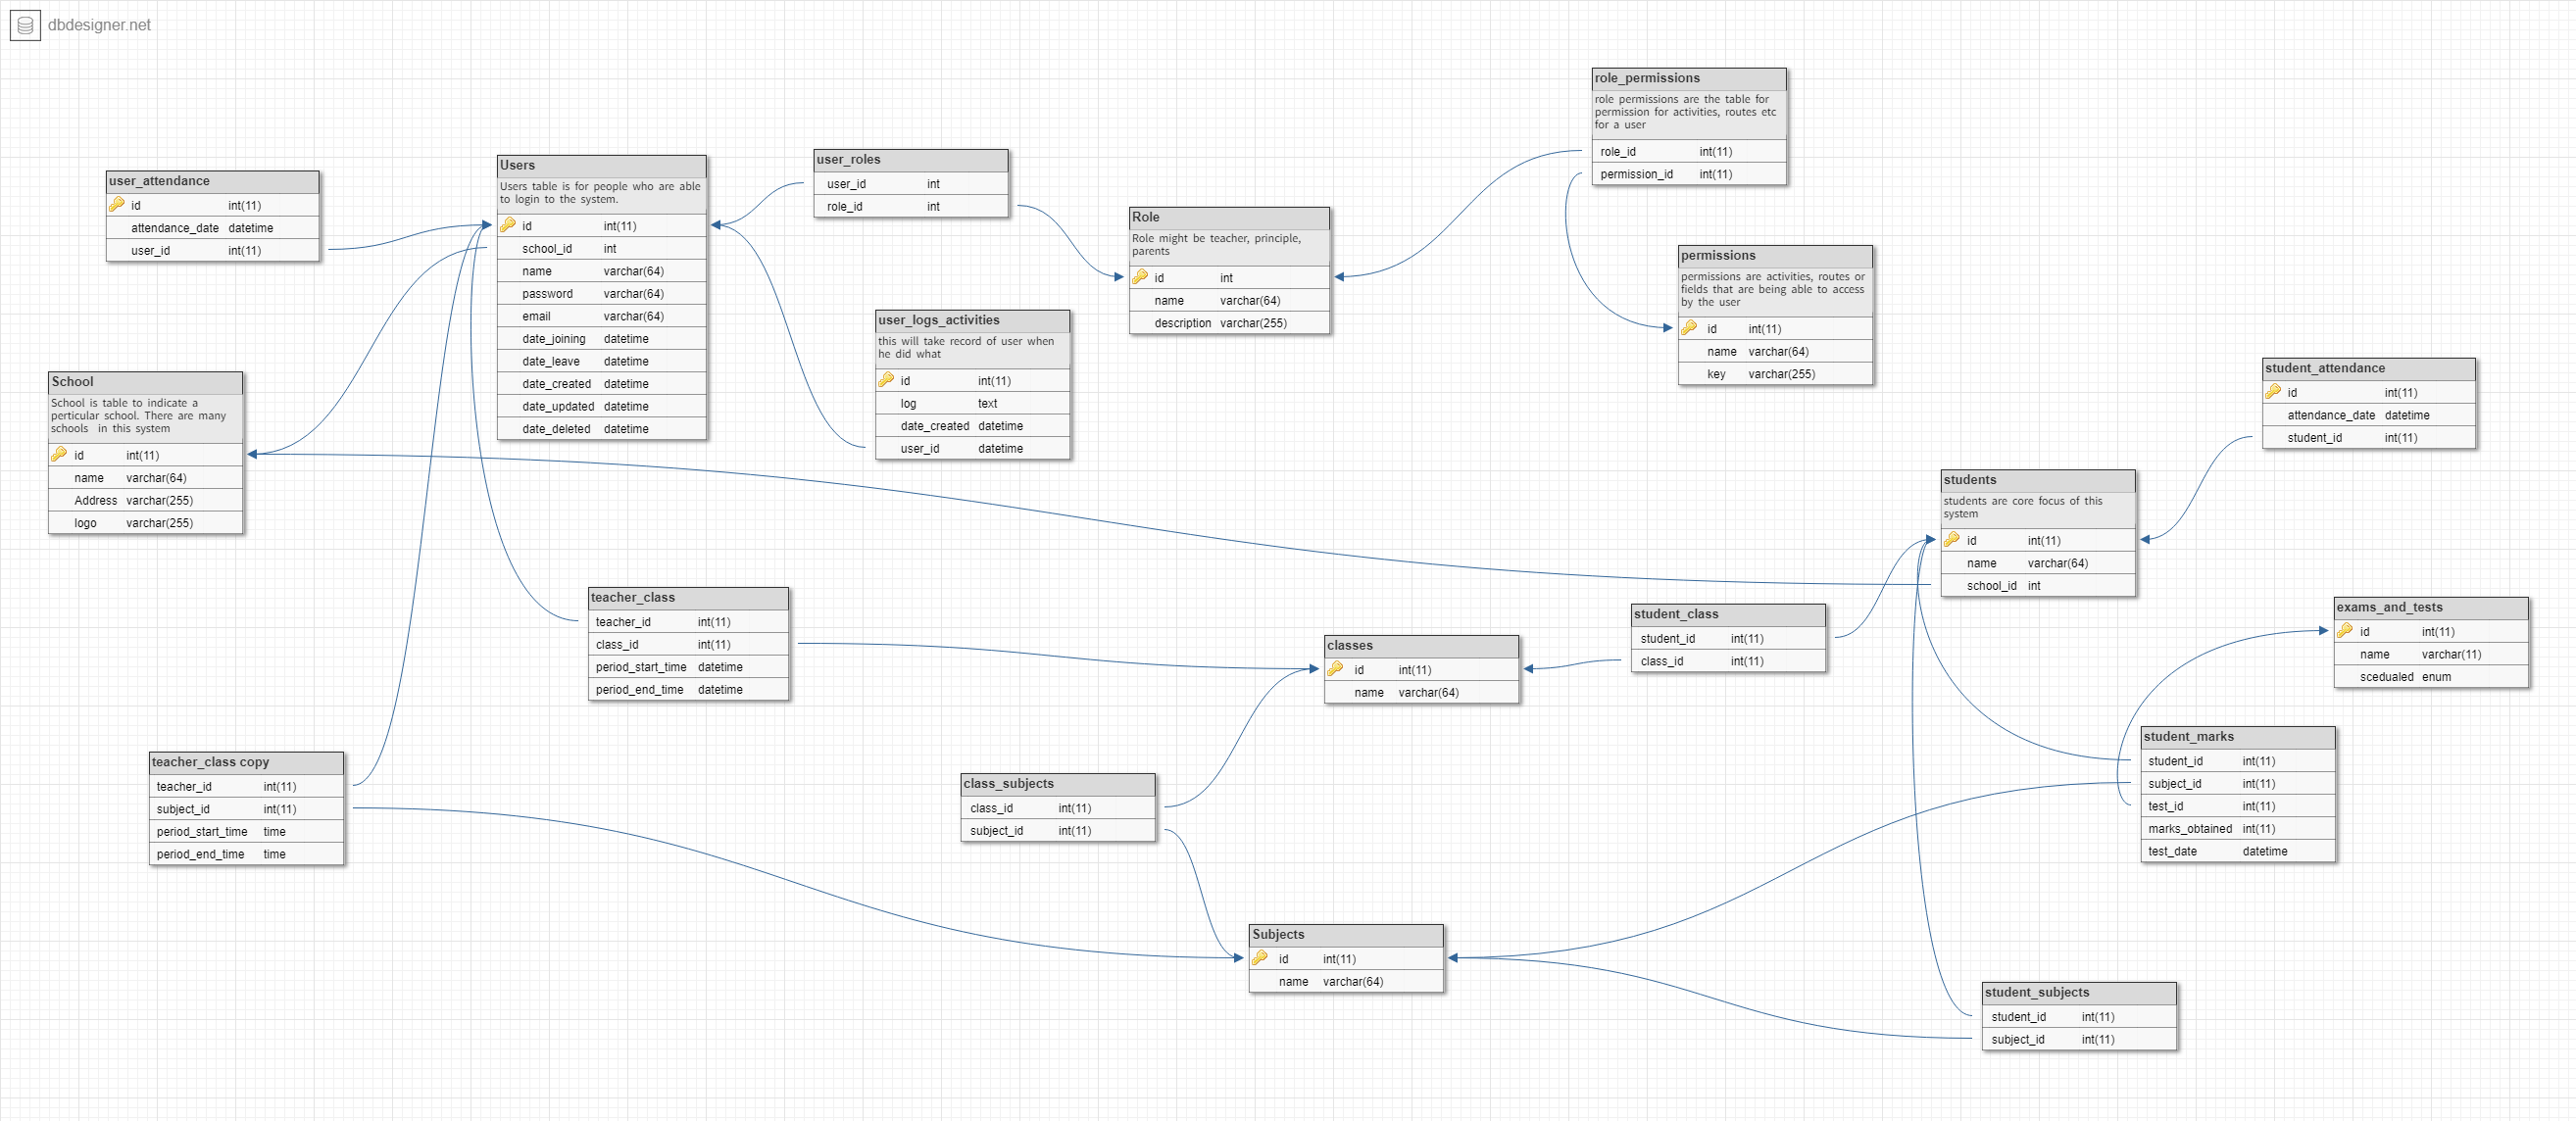 dbdesigner.net
role_permissions
role permissions are the table for
permission for activities, routes etc
for a user
role_id int(11)
permission_id int(11)
user_attendance
id int(11)
attendance_date datetime
user_id int(11)
Users
Users table is for people who are able
to login to the system.
id int(11)
school_id int
name varchar(64)
password varchar(64)
email varchar(64)
date_joining datetime
date_leave datetime
date_created datetime
date_updated datetime
date_deleted datetime
user_roles
user_id int
role_id int
Role
Role might be teacher, principle,
parents
id int
name varchar(64)
description varchar(255)
permissions
permissions are activities, routes or
fields that are being able to access
by the user
id int(11)
name varchar(64)
key varchar(255)
user_logs_activities
this will take record of user when
he did what
id int(11)
log text
date_created datetime
user_id datetime
School
School is table to indicate a
perticular school. There are many
schools in this system
id int(11)
name varchar(64)
Address varchar(255)
logo varchar(255)
student_attendance
id int(11)
attendance_date datetime
student_id int(11)
students
students are core focus of this
system
id int(11)
name varchar(64)
school_id int
teacher_class
teacher_id int(11)
class_id int(11)
period_start_time datetime
period_end_time datetime
classes
id int(11)
name varchar(64)
student_class
student_id int(11)
class_id int(11)
exams_and_tests
id int(11)
name varchar(11)
scedualed enum
teacher_class copy
teacher_id int(11)
subject_id int(11)
period_start_time time
period_end_time time
class_subjects
class_id int(11)
subject_id int(11)
student_marks
student_id int(11)
subject_id int(11)
test_id int(11)
marks_obtained int(11)
test_date datetime
Subjects
id int(11)
name varchar(64)
student_subjects
student_id int(11)
subject_id int(11)